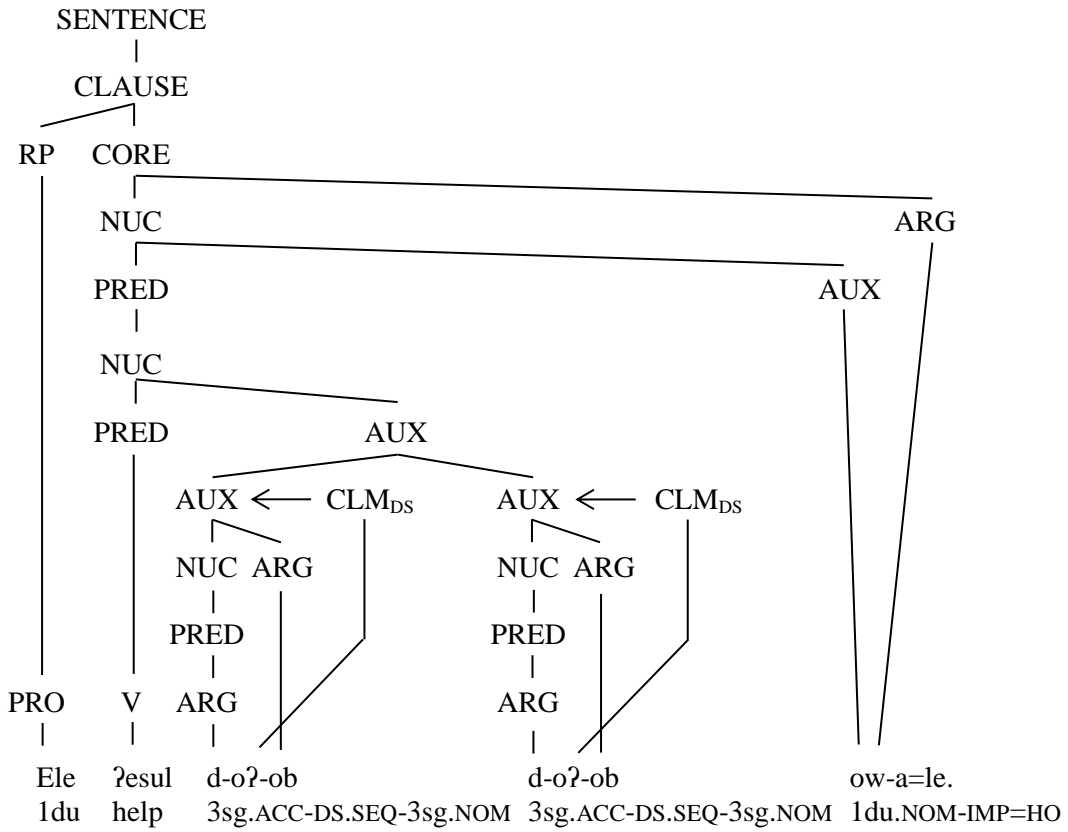 SENTENCE
CLAUSE
RP CORE
NUC ARG
PRED AUX
NUC
PRED AUX
AUX CLM_DS AUX CLM_DS
NUC ARG NUC ARG
PRED PRED
PRO V ARG ARG
Ele ʔesul d-oʔ-ob d-oʔ-ob ow-a=le.
1du help 3sg.ACC-DS.SEQ-3sg.NOM 3sg.ACC-DS.SEQ-3sg.NOM 1du.NOM-IMP=HO